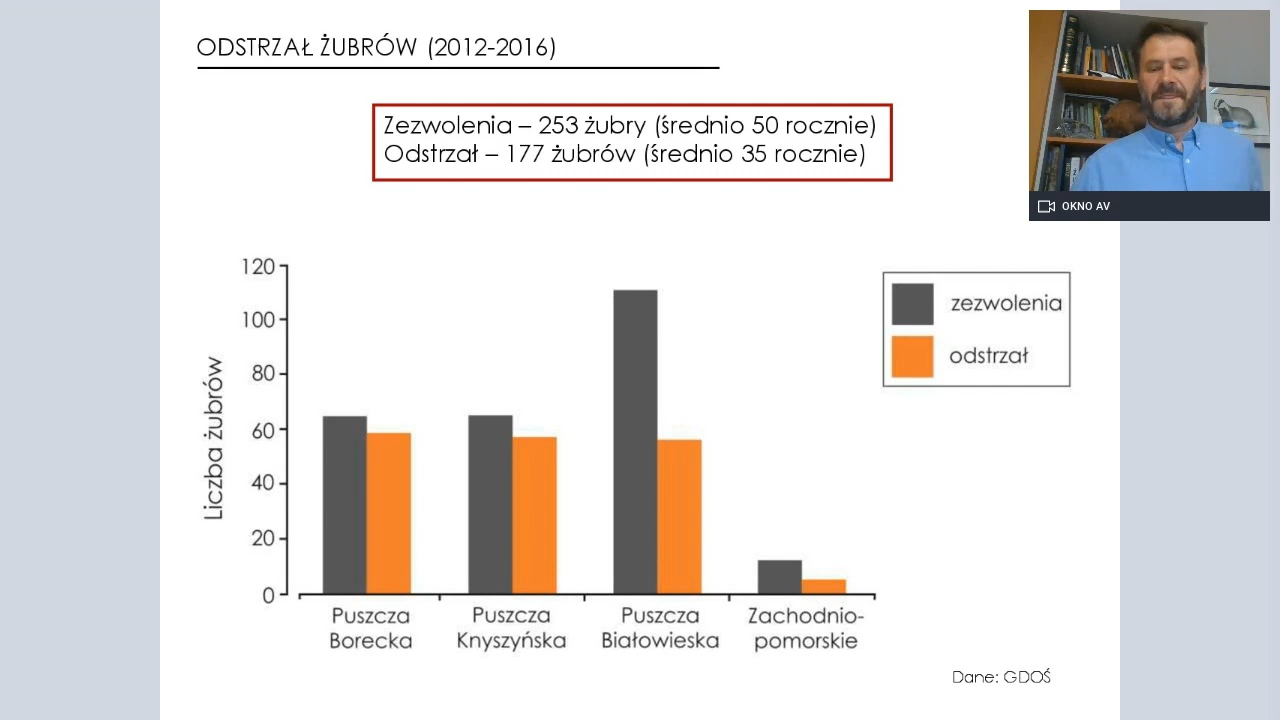 ODSTRZAŁ ŻUBRÓW (2012-2016)
Zezwolenia – 253 żubry (średnio 50 rocznie)
Odstrzał – 177 żubrów (średnio 35 rocznie)
OKNO AV
120
100
80
60
40
20
0
Liczba żubrów
zezwolenia
odstrzał
Puszcza
Borecka
Puszcza
Knyszyńska
Puszcza
Białowieska
Zachodnio-
pomorskie
Dane: GDOŚ